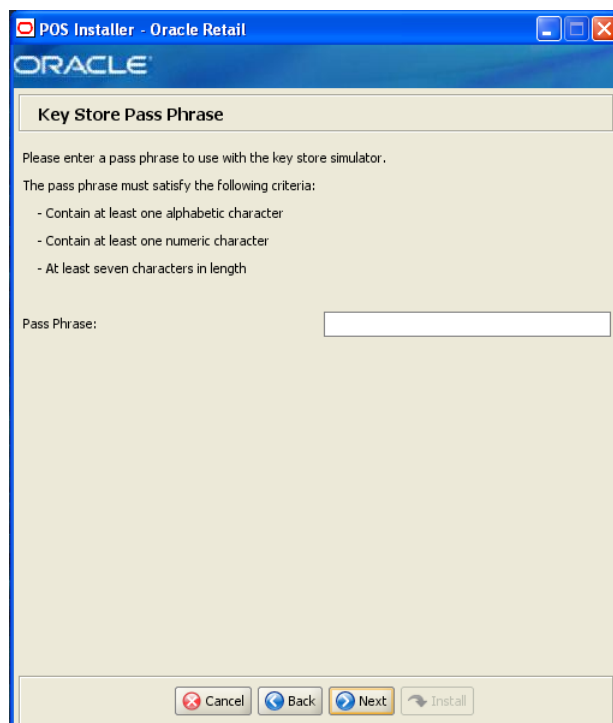 POS Installer - Oracle Retail
ORACLE
Key Store Pass Phrase
Please enter a pass phrase to use with the key store simulator.
The pass phrase must satisfy the following criteria:
- Contain at least one alphabetic character
- Contain at least one numeric character
- At least seven characters in length
Pass Phrase:
Cancel Back Next Install